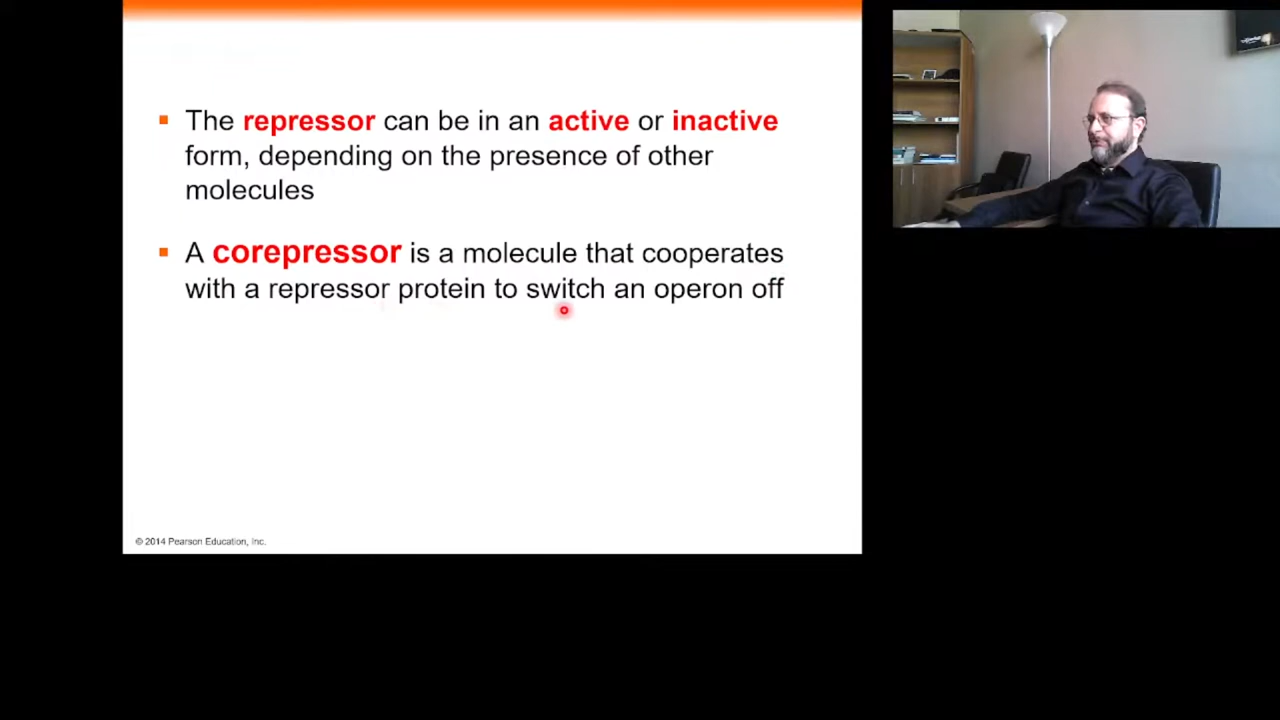 The repressor can be in an active or inactive
form, depending on the presence of other
molecules
A corepressor is a molecule that cooperates
with a repressor protein to switch an operon off
© 2014 Pearson Education, Inc.